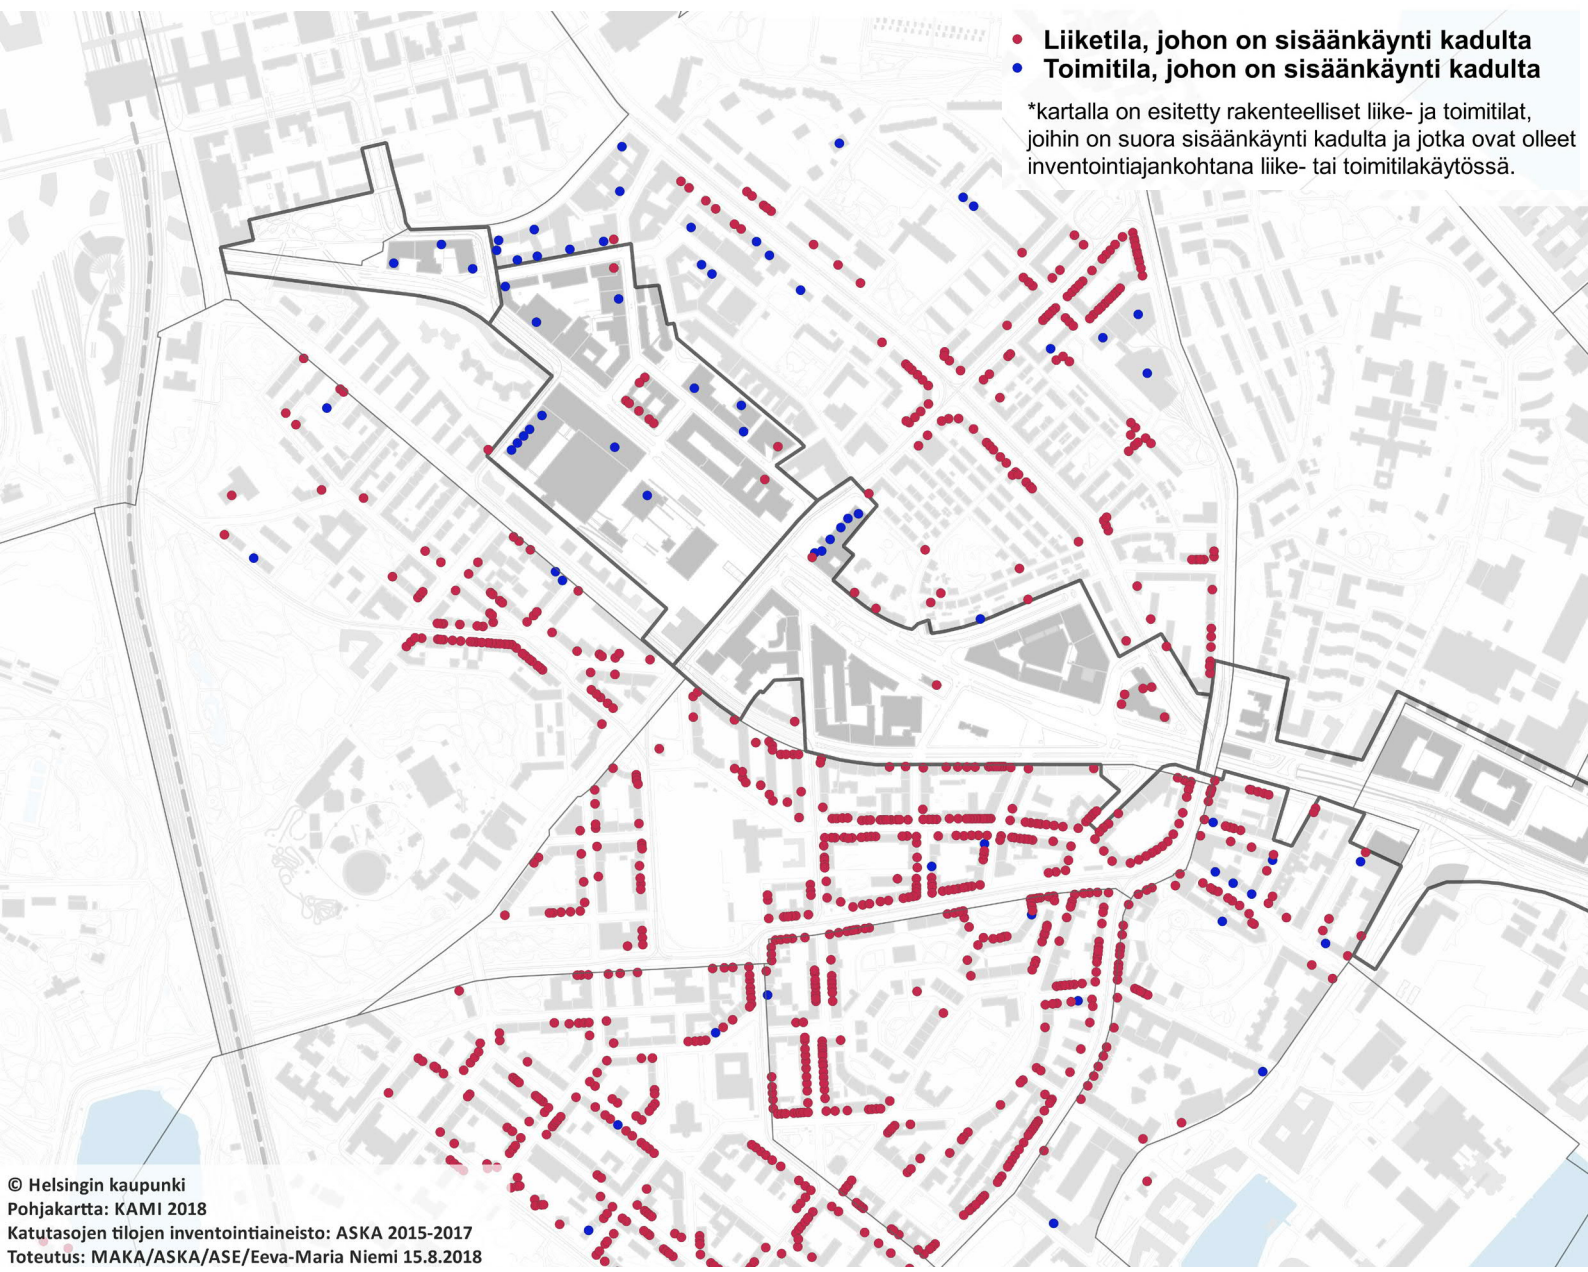 Liiketila, johon on sisäänkäynti kadulta
Toimitila, johon on sisäänkäynti kadulta
*kartalla on esitetty rakenteelliset liike- ja toimitilat,
joihin on suora sisäänkäynti kadulta ja jotka ovat olleet
inventointiajankohtana liike- tai toimitilakäytössä.
© Helsingin kaupunki
Pohjakartta: KAMI 2018
Katutasojen tilojen inventointiaineisto: ASKA 2015-2017
Toteutus: MAKA/ASKA/ASE/Eeva-Maria Niemi 15.8.2018